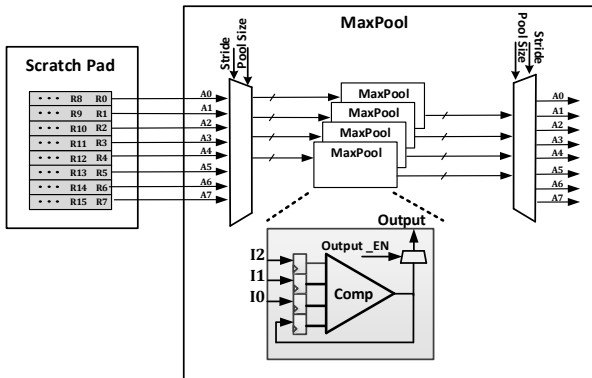 MaxPool
Scratch Pad
Stride
Pool Size
Stride
Pool Size
··· R8 R0
··· R9 R1
··· R10 R2
··· R11 R3
··· R12 R4
··· R13 R5
··· R14 R6
··· R15 R7
A0
A1
A2
A3
A4
A5
A6
A7
MaxPool
MaxPool
MaxPool
MaxPool
A0
A1
A2
A3
A4
A5
A6
A7
Output
Output _EN
I2
I1
I0
Comp